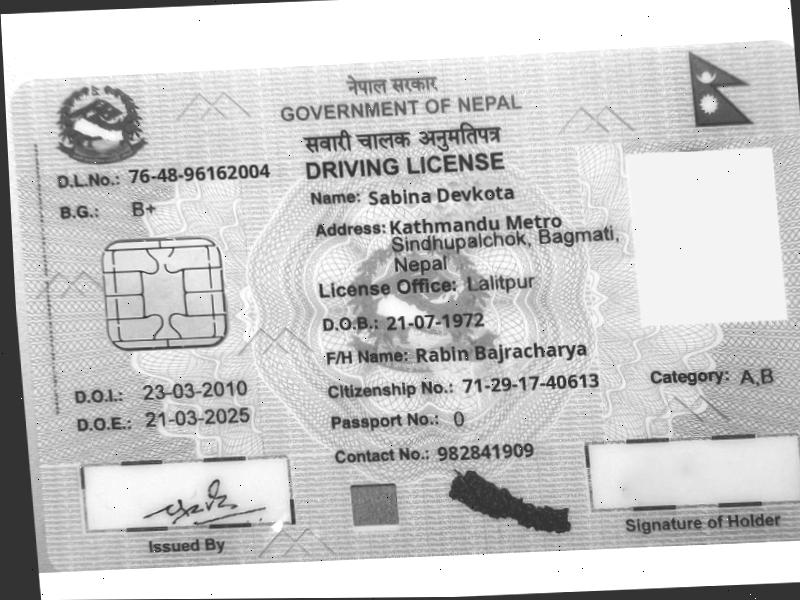 नेपाल सरकार
GOVERNMENT OF NEPAL
सवारी चालक अनुमतिपत्र
DRIVING LICENSE
D.L.No.: 76-48-96162004
B.G.: B+
Name: Sabina Devkota
Address: Kathmandu Metro
Sindhupalchok, Bagmati,
Nepal
License Office: Lalitpur
D.O.B.: 21-07-1972
F/H Name: Rabin Bajracharya
Citizenship No.: 71-29-17-40613
Category: A,B
D.O.I.: 23-03-2010
D.O.E.: 21-03-2025
Passport No.: 0
Contact No.: 982841909
Issued By
Signature of Holder